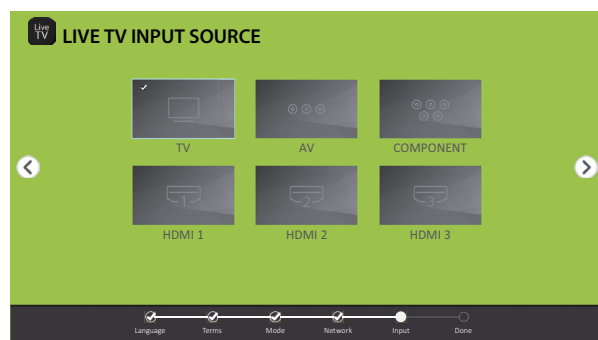 Live
TV
LIVE TV INPUT SOURCE
TV AV COMPONENT
1 2 3
HDMI 1 HDMI 2 HDMI 3
Language Terms Mode Network Input Done